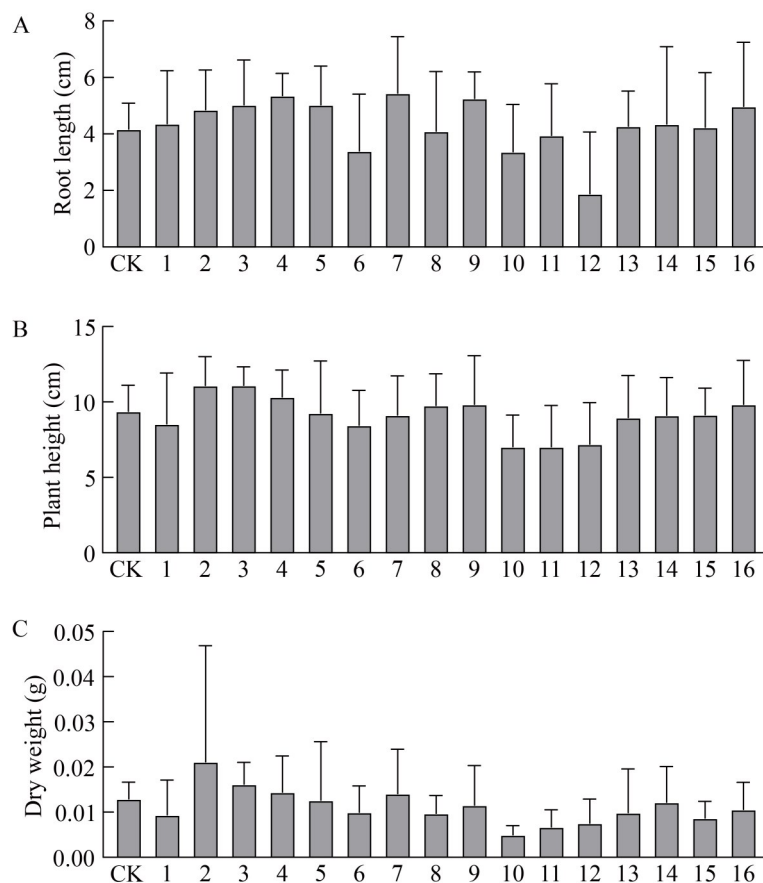 A
Root length (cm)
8
6
4
2
0
CK 1 2 3 4 5 6 7 8 9 10 11 12 13 14 15 16
B
Plant height (cm)
15
10
5
0
CK 1 2 3 4 5 6 7 8 9 10 11 12 13 14 15 16
C
Dry weight (g)
0.05
0.04
0.03
0.02
0.01
0.00
CK 1 2 3 4 5 6 7 8 9 10 11 12 13 14 15 16